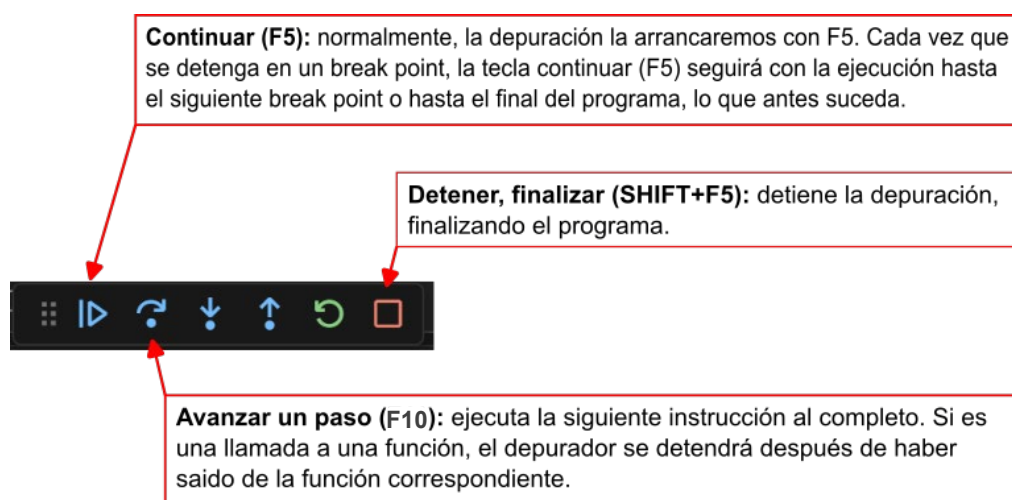 Continuar (F5): normalmente, la depuración la arrancaremos con F5. Cada vez que
se detenga en un break point, la tecla continuar (F5) seguirá con la ejecución hasta
el siguiente break point o hasta el final del programa, lo que antes suceda.
Detener, finalizar (SHIFT+F5): detiene la depuración,
finalizando el programa.
Avanzar un paso (F10): ejecuta la siguiente instrucción al completo. Si es
una llamada a una función, el depurador se detendrá después de haber
saido de la función correspondiente.